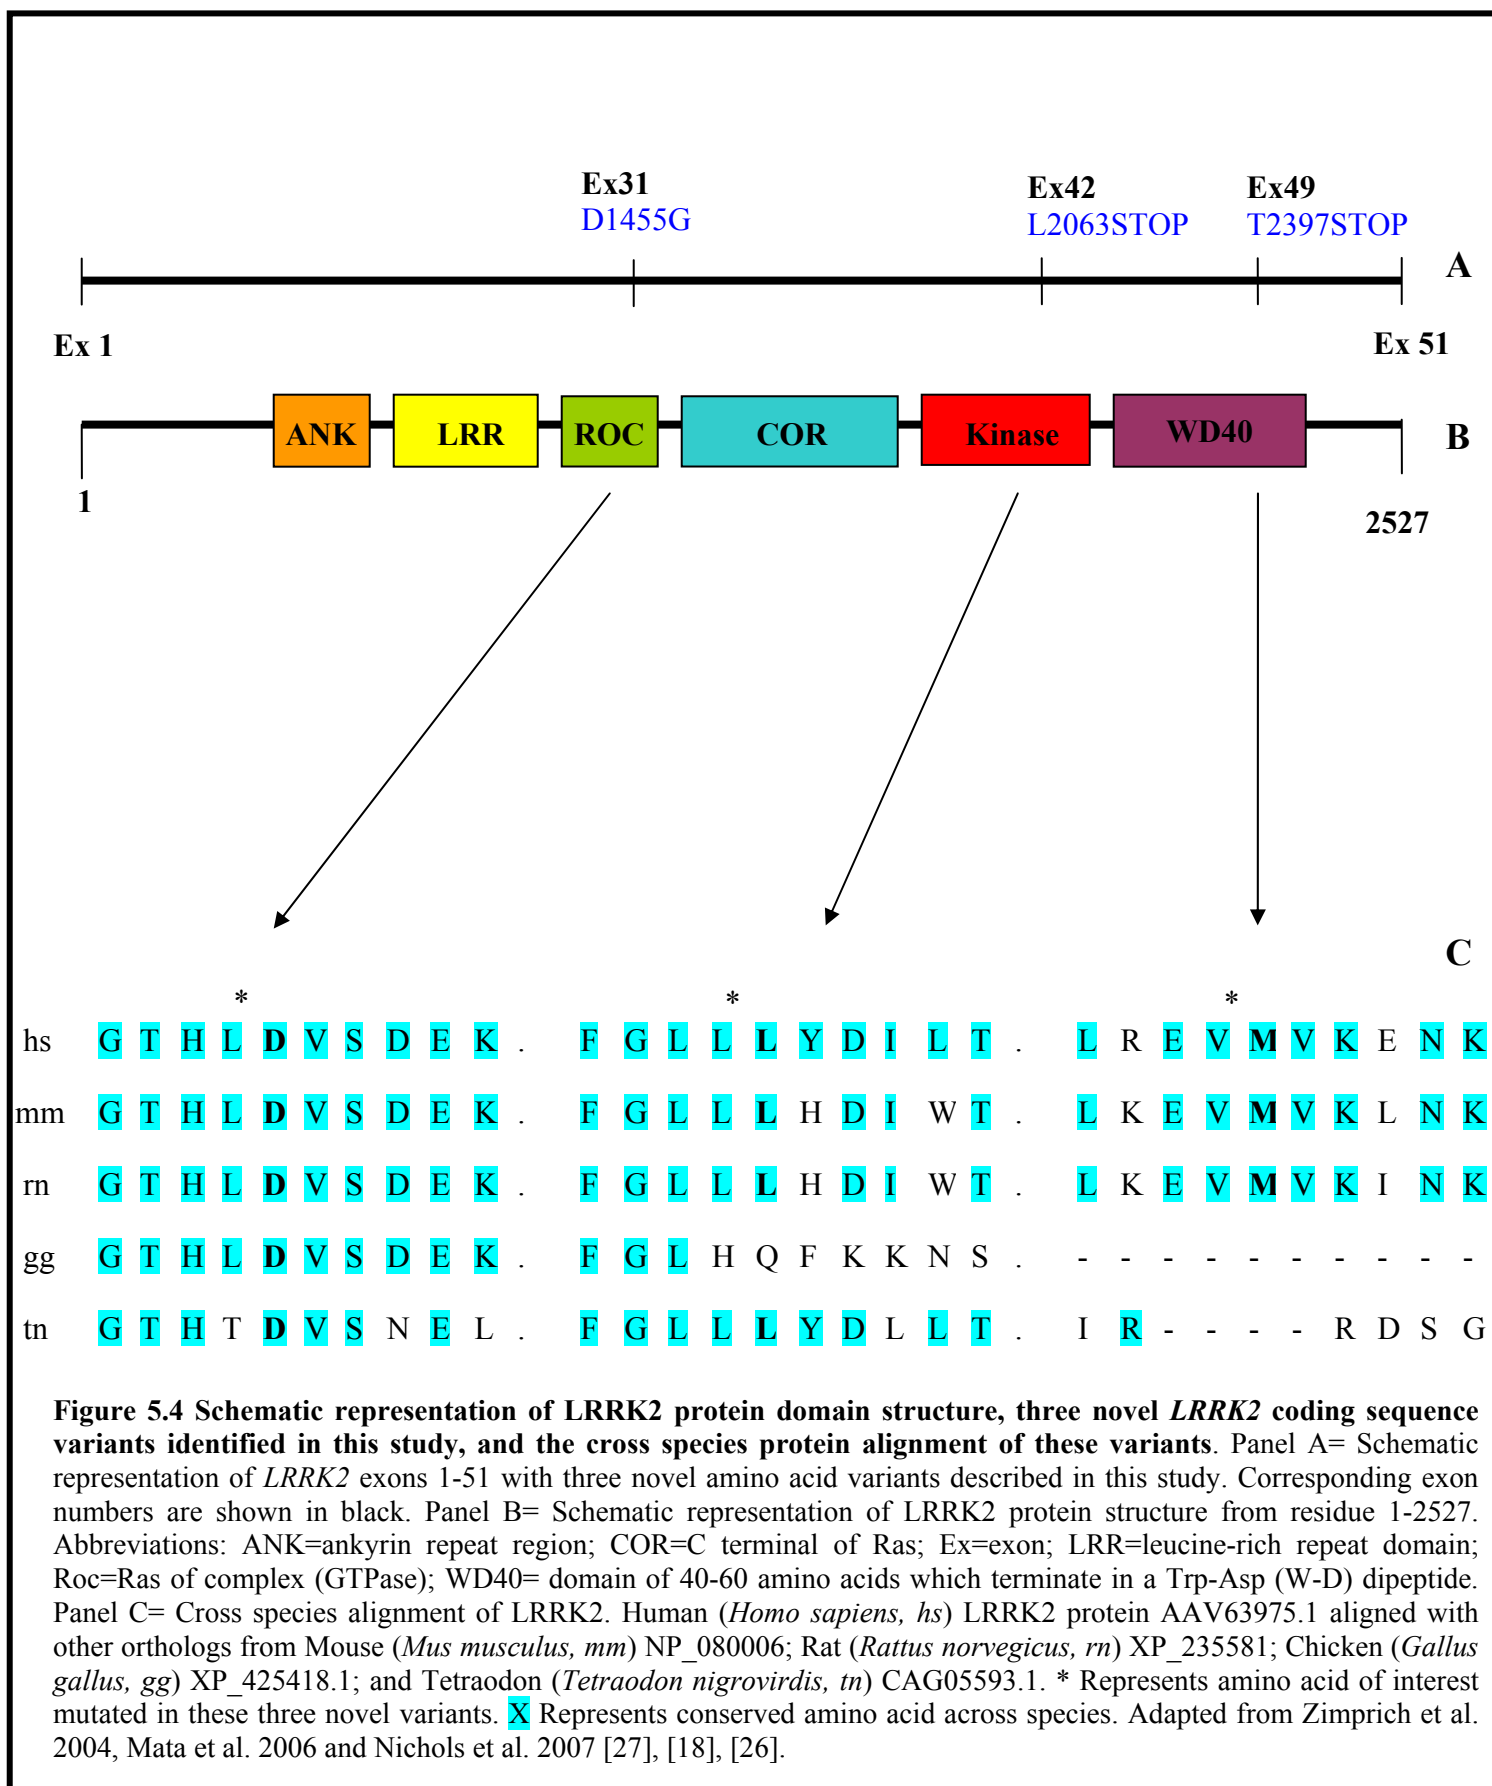 Ex31 Ex42 Ex49
D1455G L2063STOP T2397STOP
A
Ex 1 Ex 51
ANK LRR ROC COR Kinase WD40 B
1 2527
C
* * *
hs G T H L D V S D E K . F G L L L Y D I L T . L R E V M V K E N K
mm G T H L D V S D E K . F G L L L H D I W T . L K E V M V K L N K
rn G T H L D V S D E K . F G L L L H D I W T . L K E V M V K I N K
gg G T H L D V S D E K . F G L H Q F K K N S . - - - - - - - - - -
tn G T H T D V S N E L . F G L L L Y D L L T . I R - - - - R D S G
Figure 5.4 Schematic representation of LRRK2 protein domain structure, three novel LRRK2 coding sequence
variants identified in this study, and the cross species protein alignment of these variants. Panel A= Schematic
representation of LRRK2 exons 1-51 with three novel amino acid variants described in this study. Corresponding exon
numbers are shown in black. Panel B= Schematic representation of LRRK2 protein structure from residue 1-2527.
Abbreviations: ANK=ankyrin repeat region; COR=C terminal of Ras; Ex=exon; LRR=leucine-rich repeat domain;
Roc=Ras of complex (GTPase); WD40= domain of 40-60 amino acids which terminate in a Trp-Asp (W-D) dipeptide.
Panel C= Cross species alignment of LRRK2. Human (Homo sapiens, hs) LRRK2 protein AAV63975.1 aligned with
other orthologs from Mouse (Mus musculus, mm) NP_080006; Rat (Rattus norvegicus, rn) XP_235581; Chicken (Gallus
gallus, gg) XP_425418.1; and Tetraodon (Tetraodon nigrovirdis, tn) CAG05593.1. * Represents amino acid of interest
mutated in these three novel variants. X Represents conserved amino acid across species. Adapted from Zimprich et al.
2004, Mata et al. 2006 and Nichols et al. 2007 [27], [18], [26].